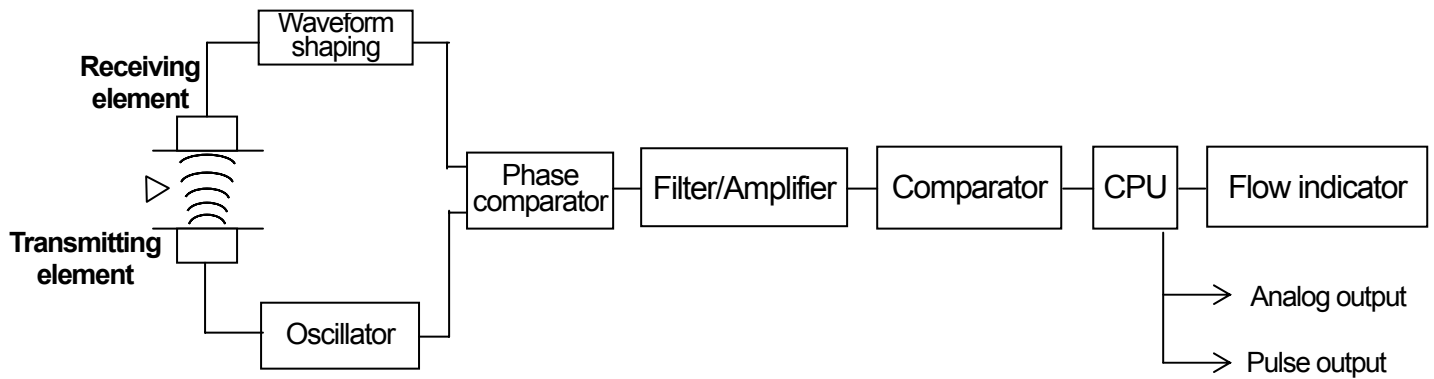 Waveform
shaping
Receiving
element
Phase
comparator
Filter/Amplifier
Comparator
CPU
Flow indicator
Transmitting
element
Oscillator
Analog output
Pulse output